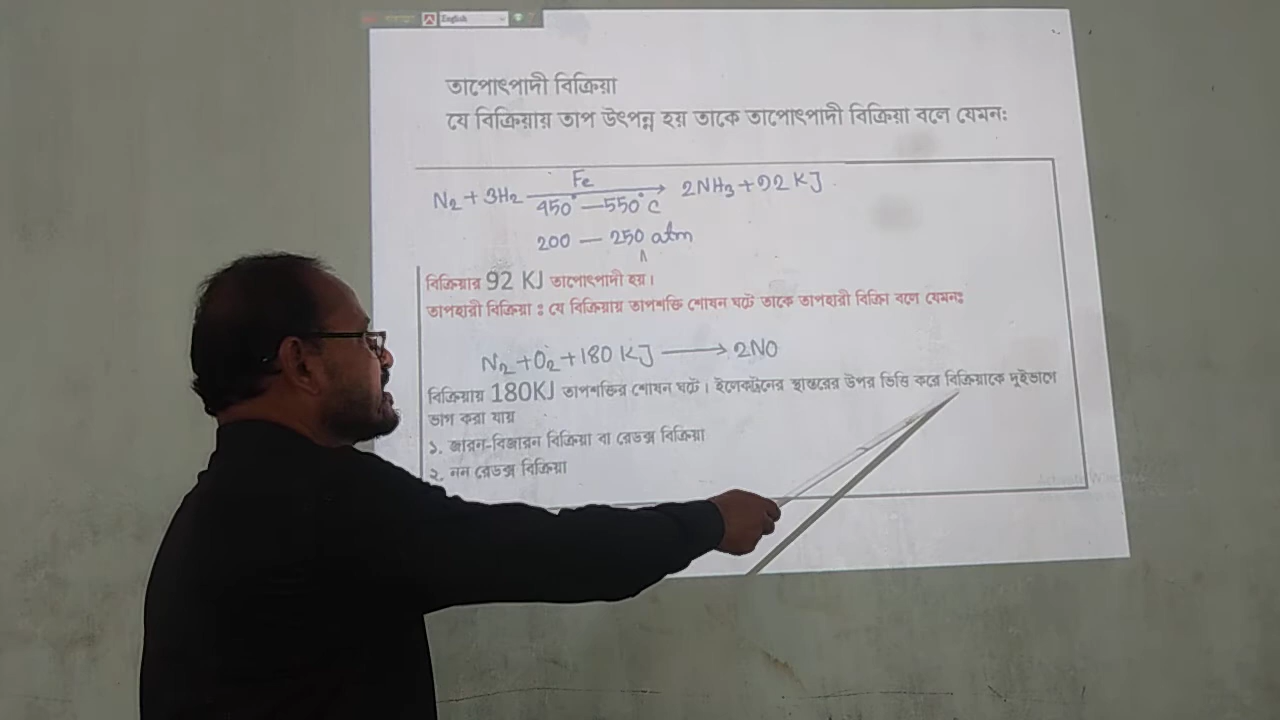 English
তাপোৎপাদী বিক্রিয়া
যে বিক্রিয়ায় তাপ উৎপন্ন হয় তাকে তাপোৎপাদী বিক্রিয়া বলে যেমনঃ
N₂ + 3H₂ Fe 2NH₃ + 92 KJ
450° — 550°C
200 — 250 atm
বিক্রিয়ার 92 KJ তাপোৎপাদী হয়।
তাপহারী বিক্রিয়া ঃ যে বিক্রিয়ায় তাপশক্তি শোষন ঘটে তাকে তাপহারী বিক্রিা বলে যেমনঃ
N₂ + O₂ + 180 KJ ⟶ 2NO
বিক্রিয়ায় 180KJ তাপশক্তির শোষন ঘটে। ইলেকট্রনের স্থান্তরের উপর ভিত্তি করে বিক্রিয়াকে দুইভাগে
ভাগ করা যায়
১. জারন-বিজারন বিক্রিয়া বা রেডক্স বিক্রিয়া
২. নন রেডক্স বিক্রিয়া